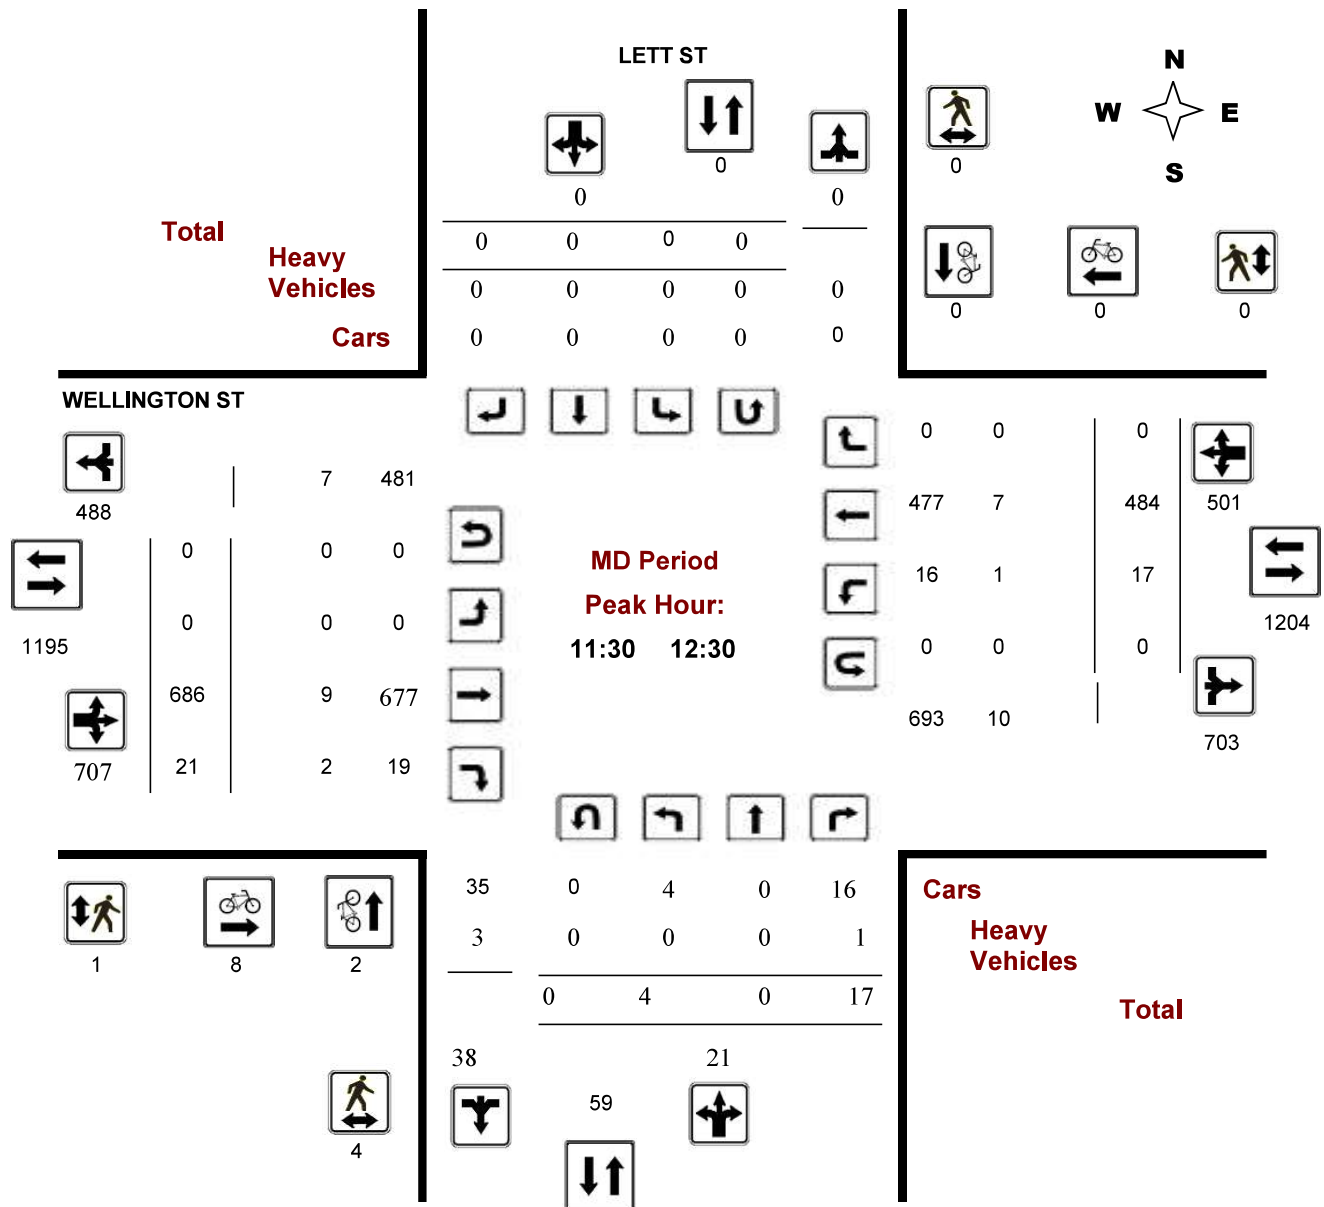 LETT ST
N
W E
S
0
0
0
0 0
Total
0 0 0 0
Heavy
Vehicles
0 0 0 0 0
0 0 0
Cars
0 0 0 0 0
WELLINGTON ST
0 0 0
7 481
488
477 7 484 501
0 0 0
MD Period
16 1 17
Peak Hour:
0 0 0
1195
11:30 12:30
0 0 0
1204
686 9 677
693 10
703
707 21 2 19
35 0 4 0 16
Cars
3 0 0 0 1
Heavy
Vehicles
1 8 2
0 4 0 17
Total
38 21
59
4